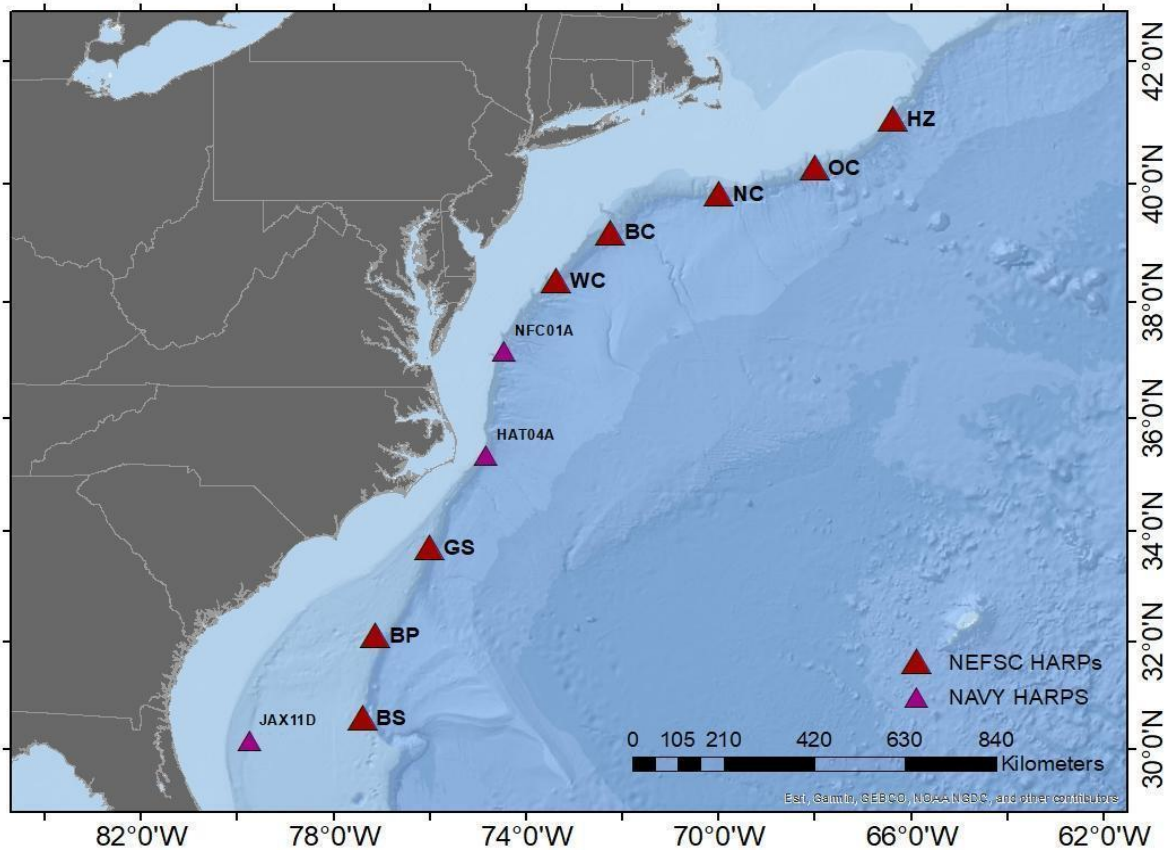 42°0'N
HZ
OC
40°0'N
NC
BC
WC
38°0'N
NFC01A
36°0'N
HAT04A
34°0'N
GS
BP
32°0'N
NEFSC HARPs
NAVY HARPS
JAX11D
BS
30°0'N
0 105 210 420 630 840
Kilometers
Esri, Garmin, GEBCO, NOAA NGDC, and other contributors
82°0'W 78°0'W 74°0'W 70°0'W 66°0'W 62°0'W